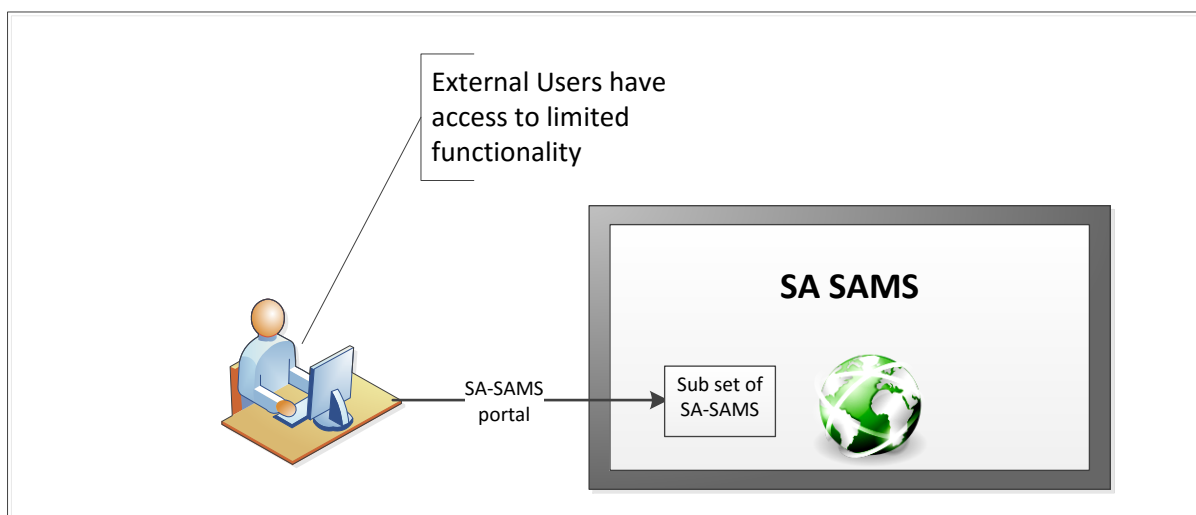 External Users have
access to limited
functionality
SA SAMS
SA-SAMS
portal
Sub set of
SA-SAMS